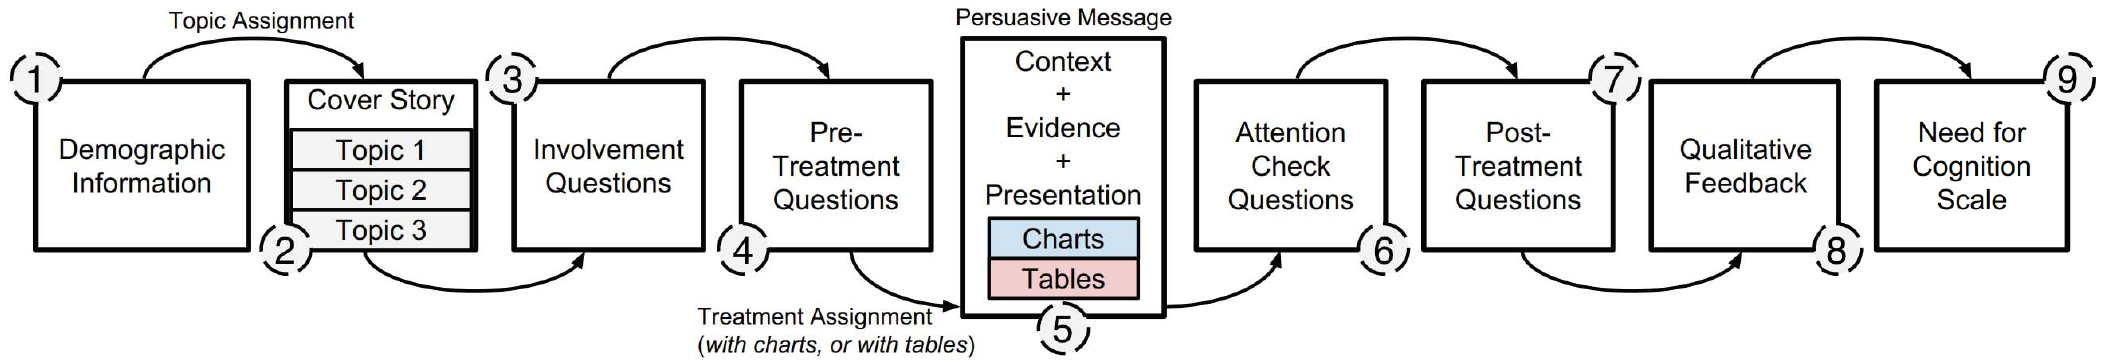 Topic Assignment
1
Demographic
Information
Cover Story
Topic 1
Topic 2
Topic 3
2
3
Involvement
Questions
Pre-
Treatment
Questions
4
Treatment Assignment
(with charts, or with tables)
Persuasive Message
Context
+
Evidence
+
Presentation
Charts
Tables
5
Attention
Check
Questions
6
7
Post-
Treatment
Questions
Qualitative
Feedback
8
9
Need for
Cognition
Scale